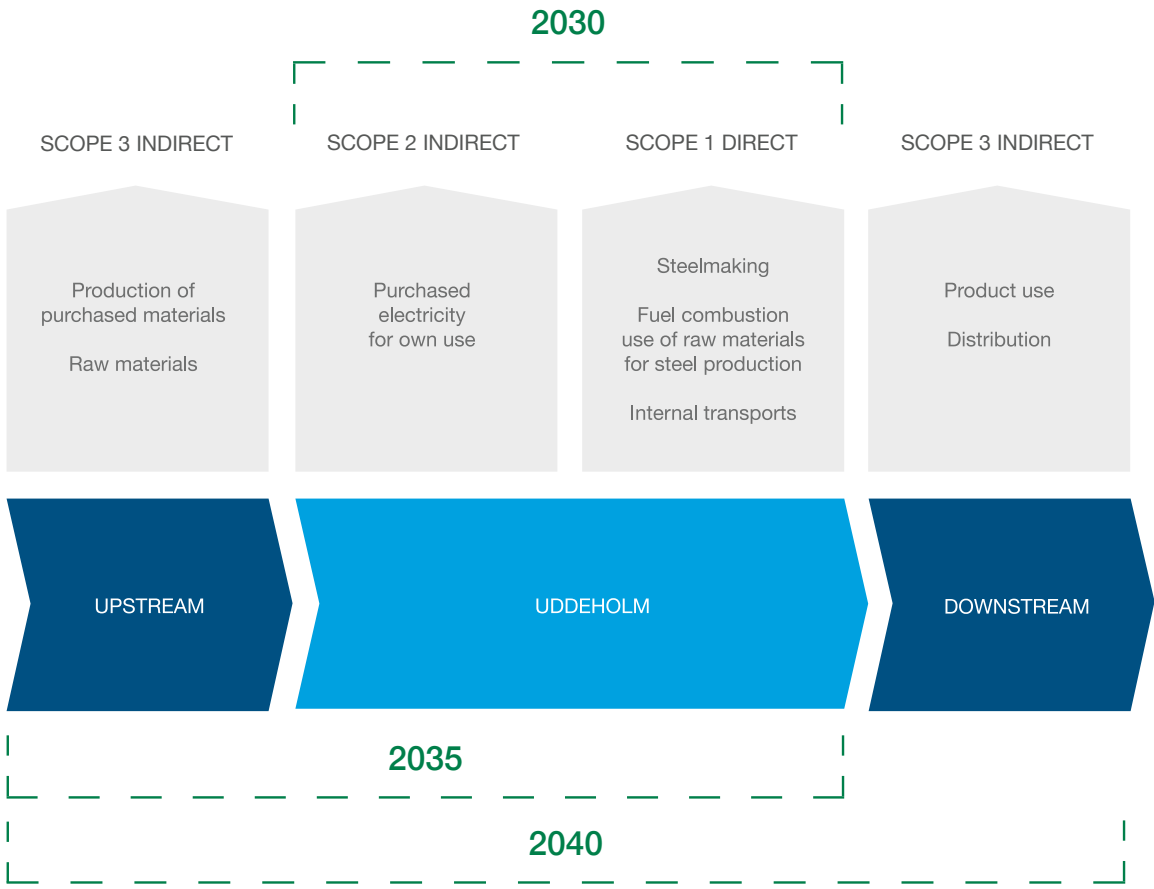 2030
SCOPE 3 INDIRECT
SCOPE 2 INDIRECT
SCOPE 1 DIRECT
SCOPE 3 INDIRECT
Production of
purchased materials
Raw materials
Purchased
electricity
for own use
Steelmaking
Fuel combustion
use of raw materials
for steel production
Internal transports
Product use
Distribution
UPSTREAM
UDDEHOLM
DOWNSTREAM
2035
2040